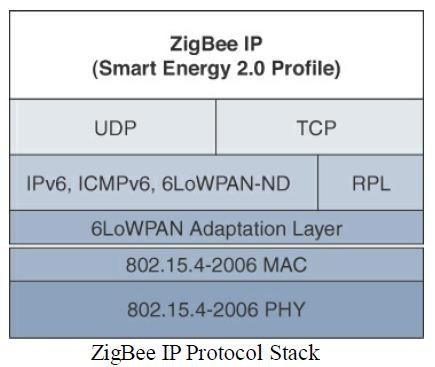 ZigBee IP
(Smart Energy 2.0 Profile)
UDP TCP
IPv6, ICMPv6, 6LoWPAN-ND RPL
6LoWPAN Adaptation Layer
802.15.4-2006 MAC
802.15.4-2006 PHY
ZigBee IP Protocol Stack